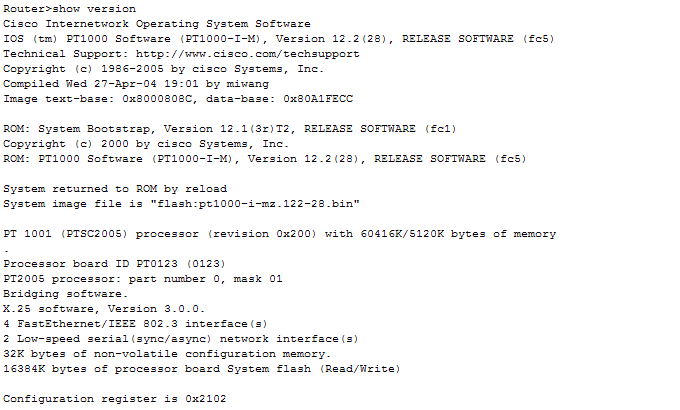 Router>show version
Cisco Internetwork Operating System Software
IOS (tm) PT1000 Software (PT1000-I-M), Version 12.2(28), RELEASE SOFTWARE (fc5)
Technical Support: http://www.cisco.com/techsupport
Copyright (c) 1986-2005 by cisco Systems, Inc.
Compiled Wed 27-Apr-04 19:01 by miwang
Image text-base: 0x8000808C, data-base: 0x80A1FECC

ROM: System Bootstrap, Version 12.1(3r)T2, RELEASE SOFTWARE (fc1)
Copyright (c) 2000 by cisco Systems, Inc.
ROM: PT1000 Software (PT1000-I-M), Version 12.2(28), RELEASE SOFTWARE (fc5)

System returned to ROM by reload
System image file is "flash:pt1000-i-mz.122-28.bin"

PT 1001 (PTSC2005) processor (revision 0x200) with 60416K/5120K bytes of memory
.
Processor board ID PT0123 (0123)
PT2005 processor: part number 0, mask 01
Bridging software.
X.25 software, Version 3.0.0.
4 FastEthernet/IEEE 802.3 interface(s)
2 Low-speed serial(sync/async) network interface(s)
32K bytes of non-volatile configuration memory.
16384K bytes of processor board System flash (Read/Write)

Configuration register is 0x2102